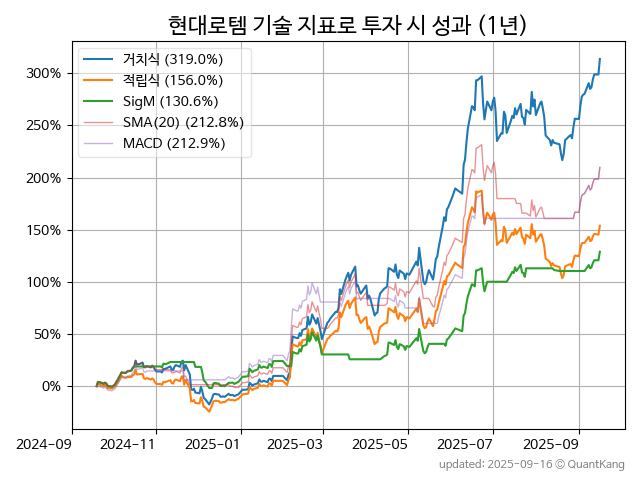 현대로템 기술 지표로 투자 시 성과 (1년)
거치식 (319.0%)
적립식 (156.0%)
SigM (130.6%)
SMA(20) (212.8%)
MACD (212.9%)
300%
250%
200%
150%
100%
50%
0%
2024-09 2024-11 2025-01 2025-03 2025-05 2025-07 2025-09
updated: 2025-09-16 © QuantKang